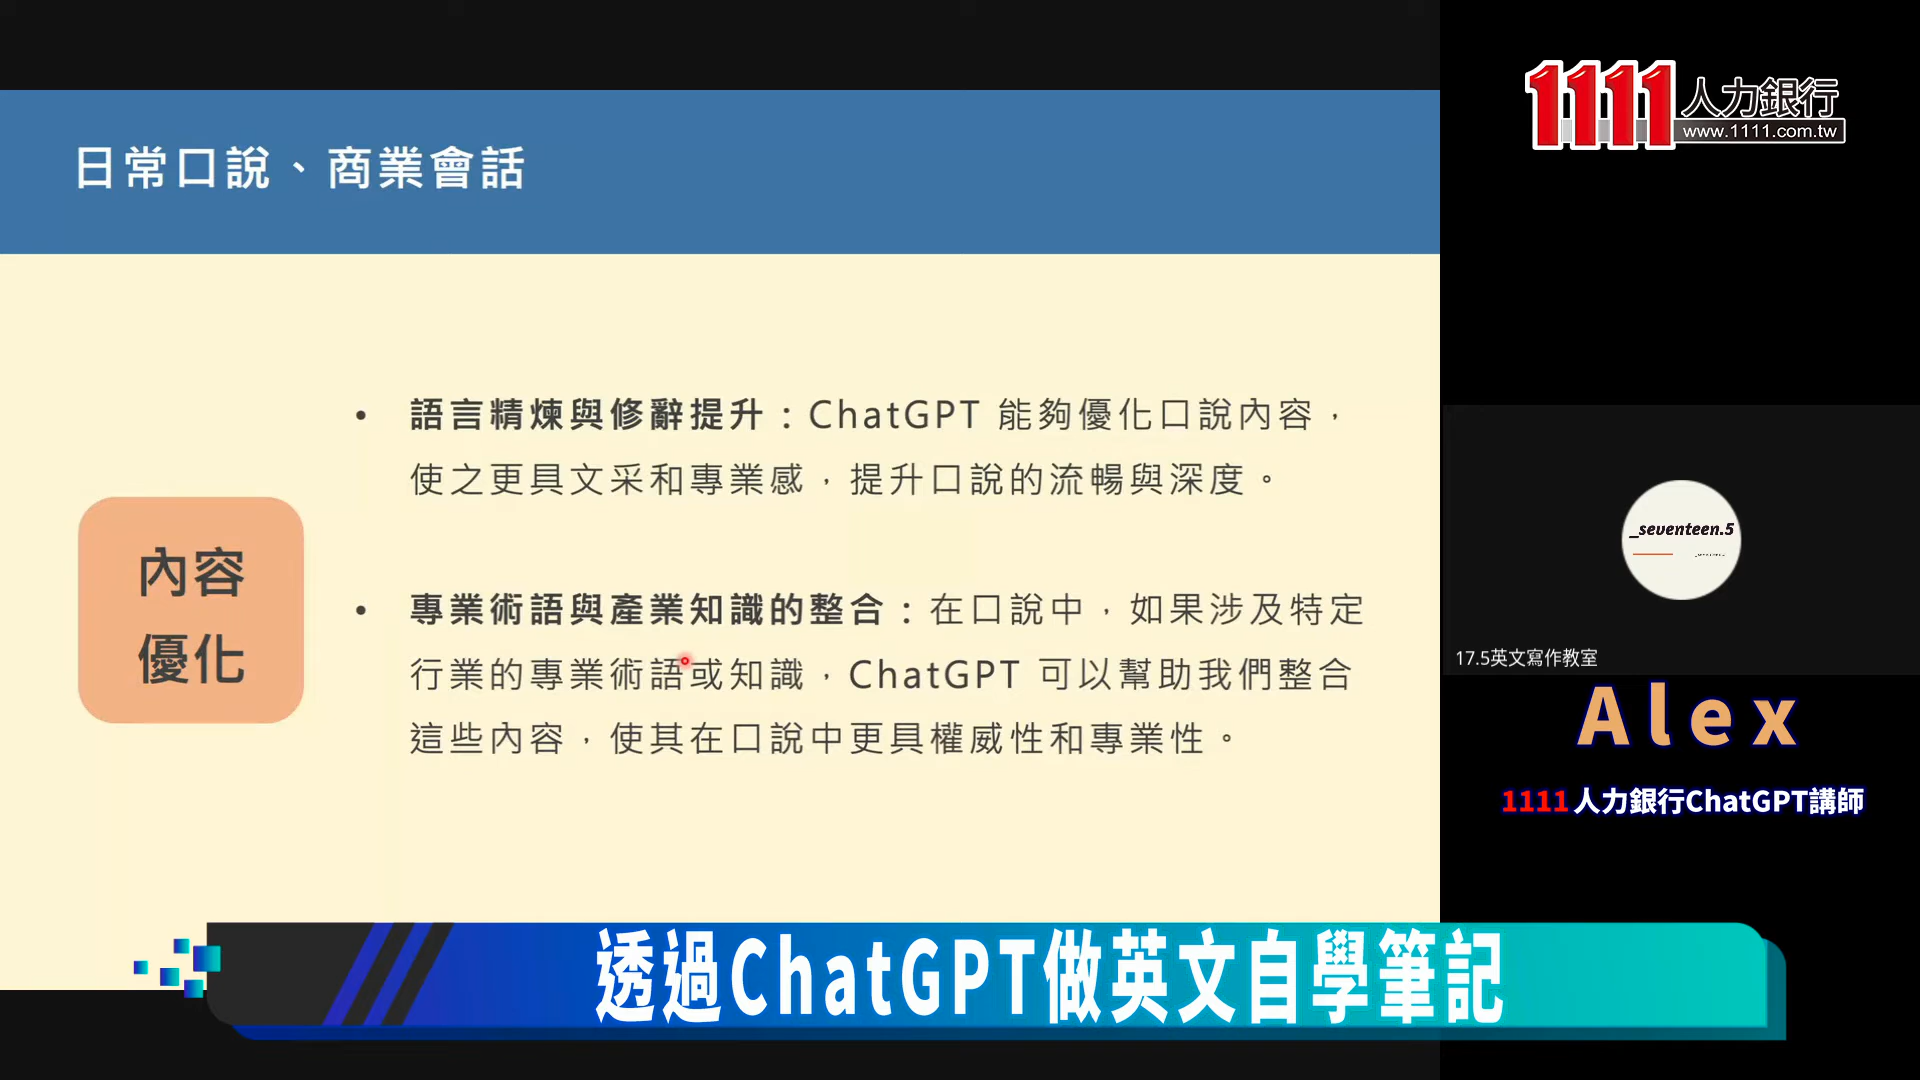 日常口說、商業會話
內容
優化
• 語言精煉與修辭提升：ChatGPT 能夠優化口說內容，
使之更具文采和專業感，提升口說的流暢與深度。
• 專業術語與產業知識的整合：在口說中，如果涉及特定
行業的專業術語或知識，ChatGPT 可以幫助我們整合
這些內容，使其在口說中更具權威性和專業性。
1111人力銀行
www.1111.com.tw
_seventeen.5
17.5英文寫作教室
Alex
1111人力銀行ChatGPT講師
透過ChatGPT做英文自學筆記